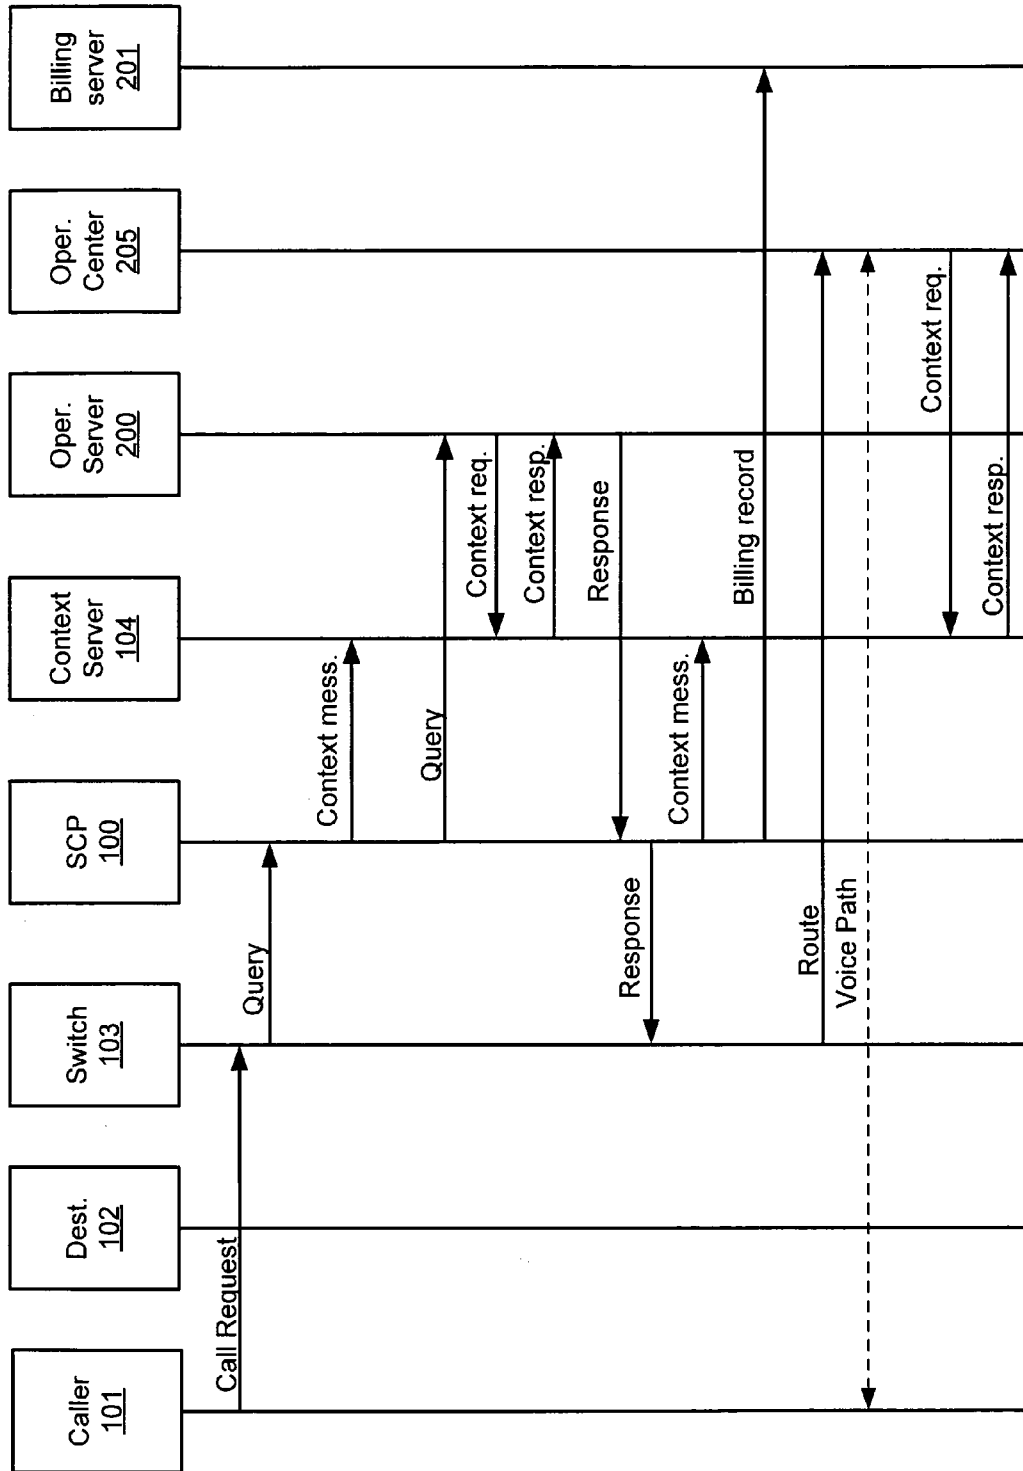 Caller
101
Dest.
102
Switch
103
SCP
100
Context
Server
104
Oper.
Server
200
Oper.
Center
205
Billing
server
201
Call Request
Query
Context mess.
Query
Context req.
Context resp.
Response
Response
Context mess.
Billing record
Route
Voice Path
Context req.
Context resp.